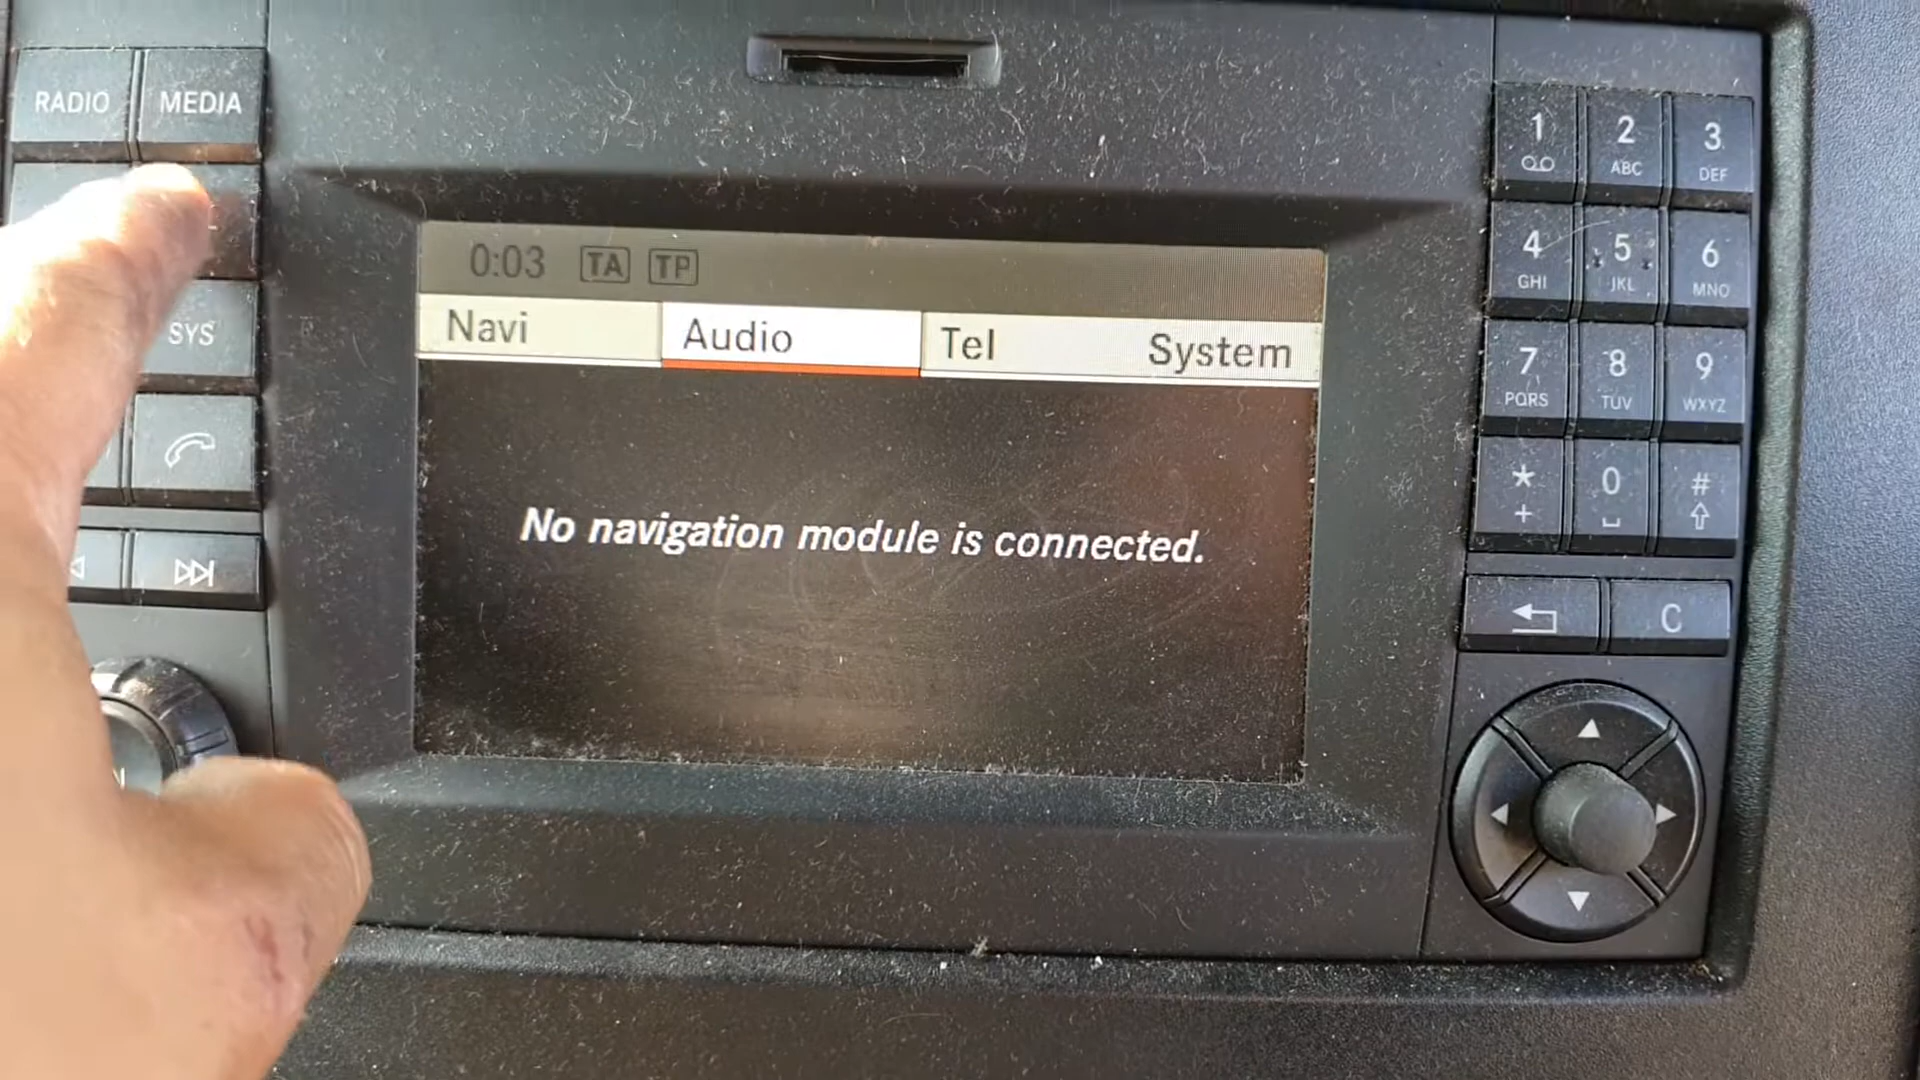 RADIO MEDIA
SYS
0:03 TA TP
Navi Audio Tel System
No navigation module is connected.
1 2 ABC 3 DEF
4 GHI 5 JKL 6 MNO
7 PQRS 8 TUV 9 WXYZ
* + 0 #
C